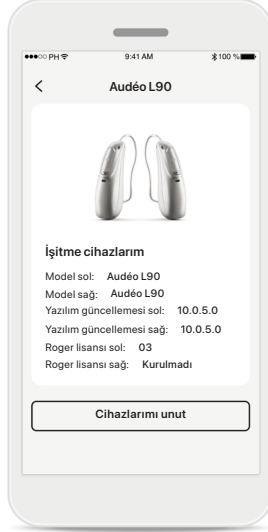 ●●●○○ PH 9:41 AM 100 %
Audéo L90
İşitme cihazlarım
Model sol: Audéo L90
Model sağ: Audéo L90
Yazılım güncellemesi sol: 10.0.5.0
Yazılım güncellemesi sağ: 10.0.5.0
Roger lisansı sol: 03
Roger lisansı sağ: Kurulmadı
Cihazlarımı unut